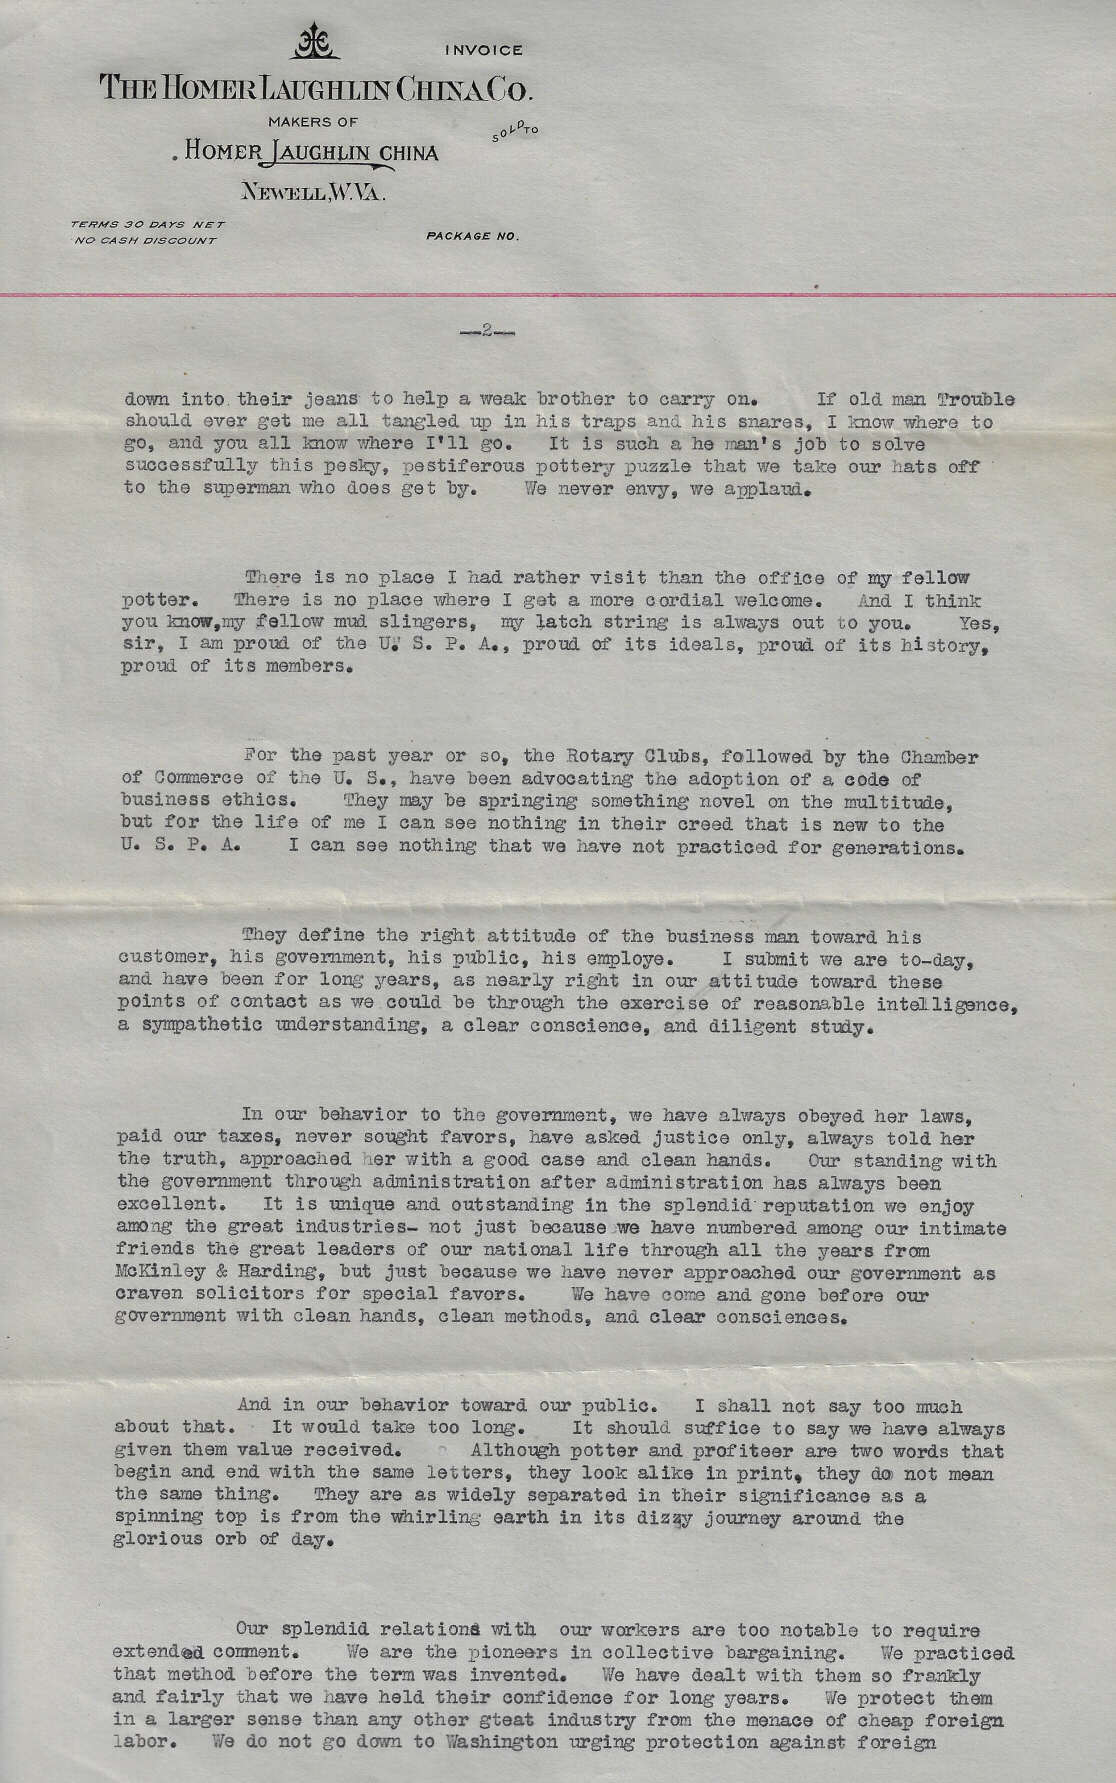 INVOICE
THE HOMER LAUGHLIN CHINA CO.
MAKERS OF
SOLD TO
HOMER LAUGHLIN CHINA
NEWELL, W. VA.
TERMS 30 DAYS NET
NO CASH DISCOUNT
PACKAGE NO.
—2—
down into their jeans to help a weak brother to carry on. If old man Trouble
should ever get me all tangled up in his traps and his snares, I know where to
go, and you all know where I'll go. It is such a he man's job to solve
successfully this pesky, pestiferous pottery puzzle that we take our hats off
to the superman who does get by. We never envy, we applaud.
There is no place I had rather visit than the office of my fellow
potter. There is no place where I get a more cordial welcome. And I think
you know,my fellow mud slingers, my latch string is always out to you. Yes,
sir, I am proud of the U. S. P. A., proud of its ideals, proud of its history,
proud of its members.
For the past year or so, the Rotary Clubs, followed by the Chamber
of Commerce of the U. S., have been advocating the adoption of a code of
business ethics. They may be springing something novel on the multitude,
but for the life of me I can see nothing in their creed that is new to the
U. S. P. A. I can see nothing that we have not practiced for generations.
They define the right attitude of the business man toward his
customer, his government, his public, his employe. I submit we are to-day,
and have been for long years, as nearly right in our attitude toward these
points of contact as we could be through the exercise of reasonable intelligence,
a sympathetic understanding, a clear conscience, and diligent study.
In our behavior to the government, we have always obeyed her laws,
paid our taxes, never sought favors, have asked justice only, always told her
the truth, approached her with a good case and clean hands. Our standing with
the government through administration after administration has always been
excellent. It is unique and outstanding in the splendid reputation we enjoy
among the great industries- not just because we have numbered among our intimate
friends the great leaders of our national life through all the years from
McKinley & Harding, but just because we have never approached our government as
craven solicitors for special favors. We have come and gone before our
government with clean hands, clean methods, and clear consciences.
And in our behavior toward our public. I shall not say too much
about that. It would take too long. It should suffice to say we have always
given them value received. Although potter and profiteer are two words that
begin and end with the same letters, they look alike in print, they do not mean
the same thing. They are as widely separated in their significance as a
spinning top is from the whirling earth in its dizzy journey around the
glorious orb of day.
Our splendid relations with our workers are too notable to require
extended comment. We are the pioneers in collective bargaining. We practiced
that method before the term was invented. We have dealt with them so frankly
and fairly that we have held their confidence for long years. We protect them
in a larger sense than any other gteat industry from the menace of cheap foreign
labor. We do not go down to Washington urging protection against foreign